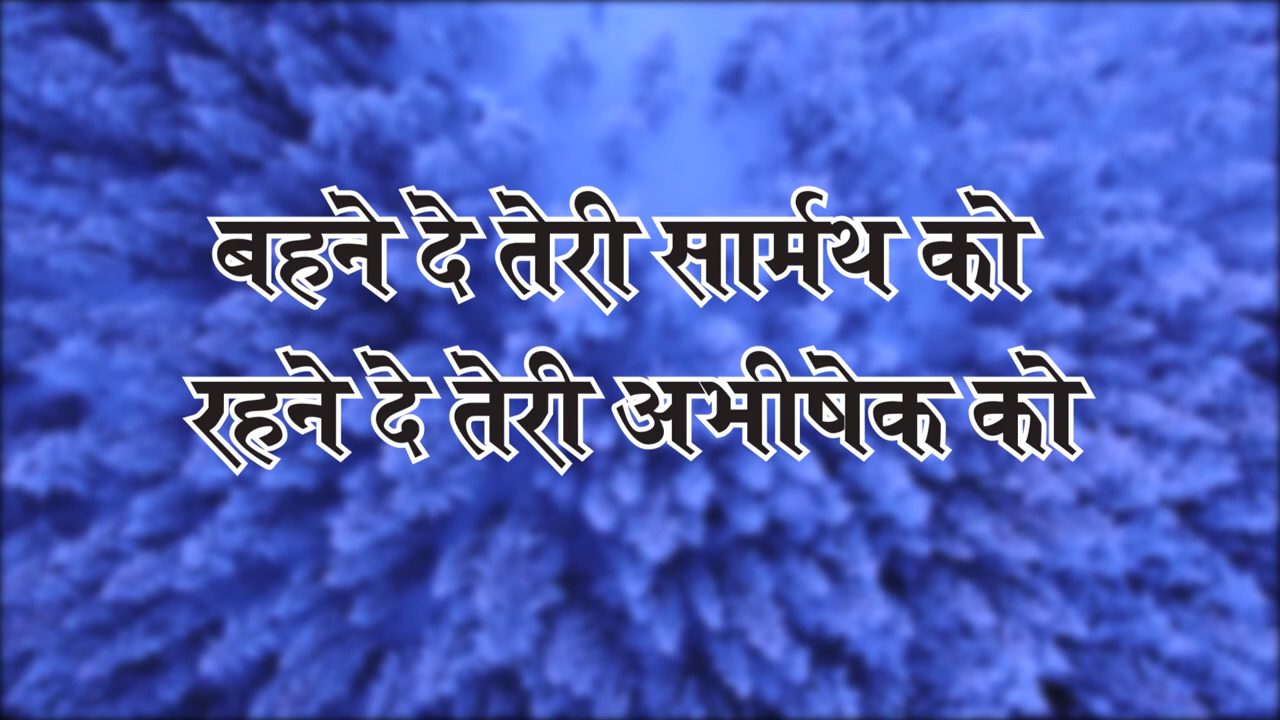 बहने दे तेरी सार्मथ को
रहने दे तेरी अभीषेक को